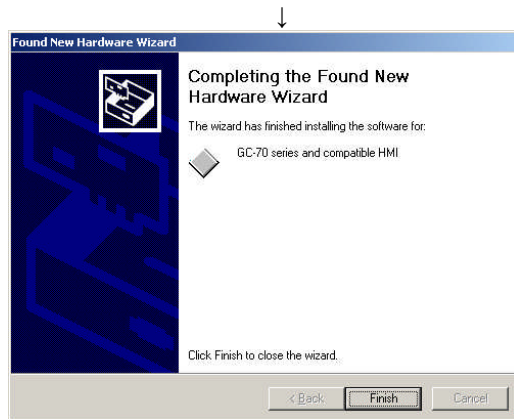 ↓
Found New Hardware Wizard
Completing the Found New
Hardware Wizard
The wizard has finished installing the software for:
GC-70 series and compatible HMI
Click Finish to close the wizard.
< Back
Finish
Cancel